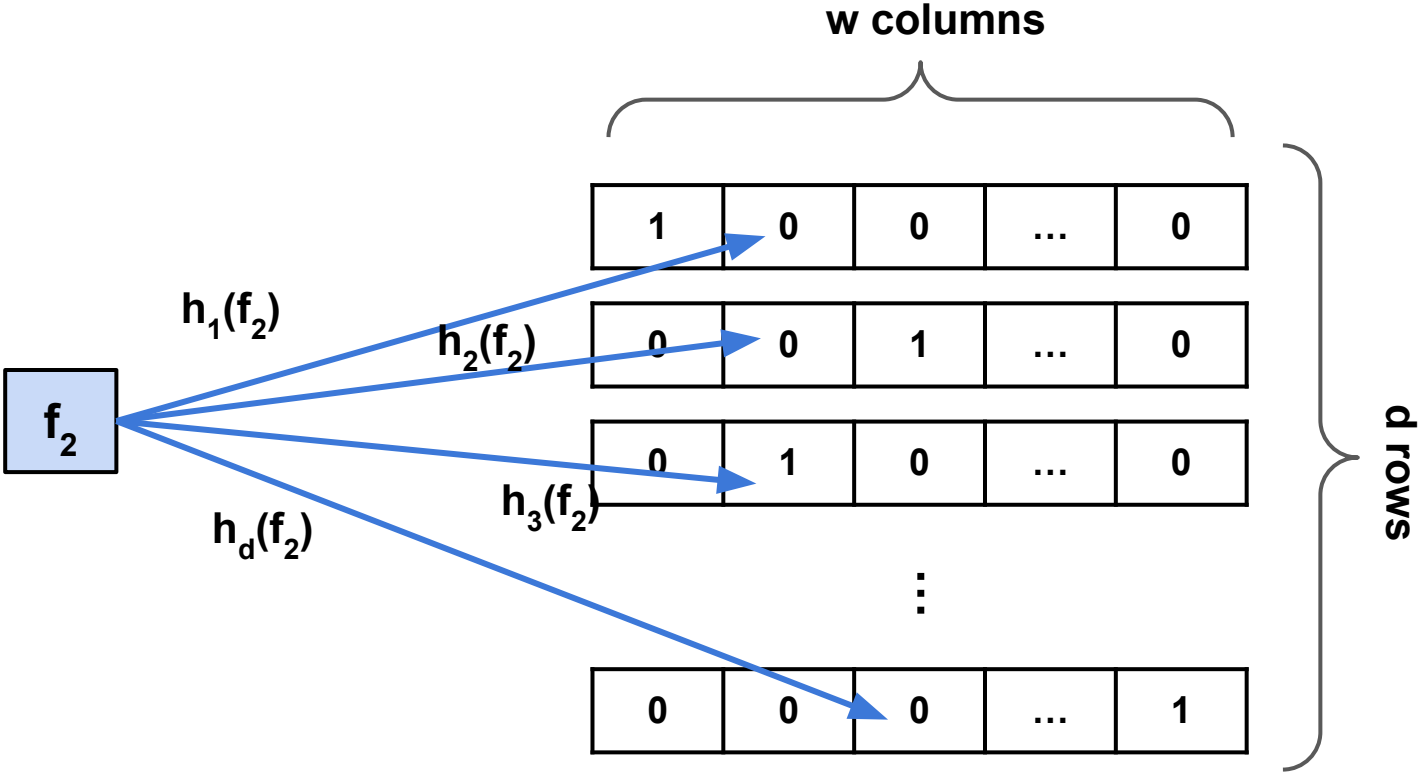 w columns
1 0 0 ... 0
h1(f2)
h2(f2)
0 0 1 ... 0
f2
d rows
0 1 0 ... 0
h3(f2)
hd(f2)
⋮
0 0 0 ... 1